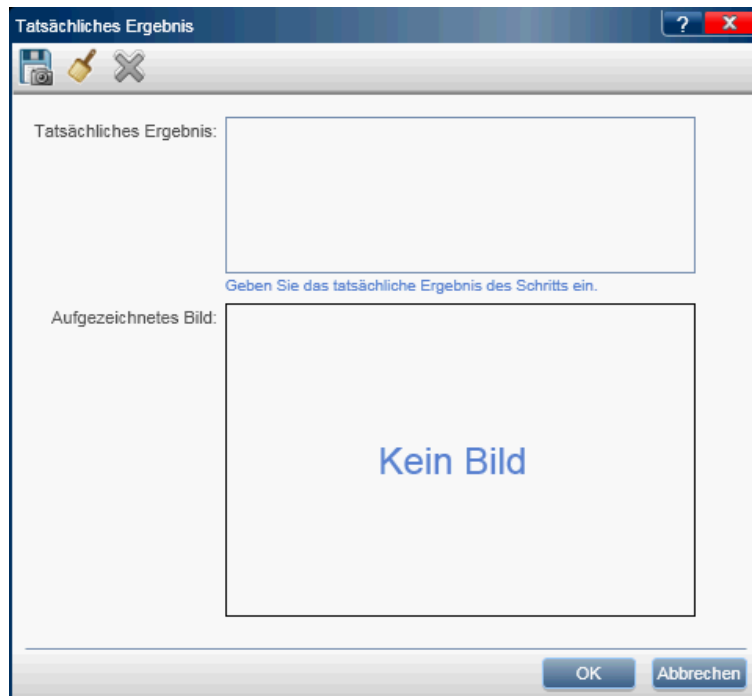 Tatsächliches Ergebnis
?
X
Tatsächliches Ergebnis:
Geben Sie das tatsächliche Ergebnis des Schritts ein.
Aufgezeichnetes Bild:
Kein Bild
OK
Abbrechen